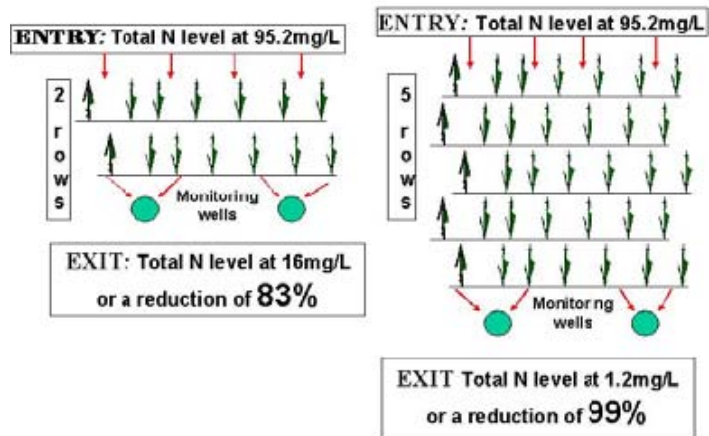 ENTRY: Total N level at 95.2mg/L
2 rows
Monitoring
wells
EXIT: Total N level at 16mg/L
or a reduction of 83%
ENTRY: Total N level at 95.2mg/L
5 rows
Monitoring
wells
EXIT Total N level at 1.2mg/L
or a reduction of 99%